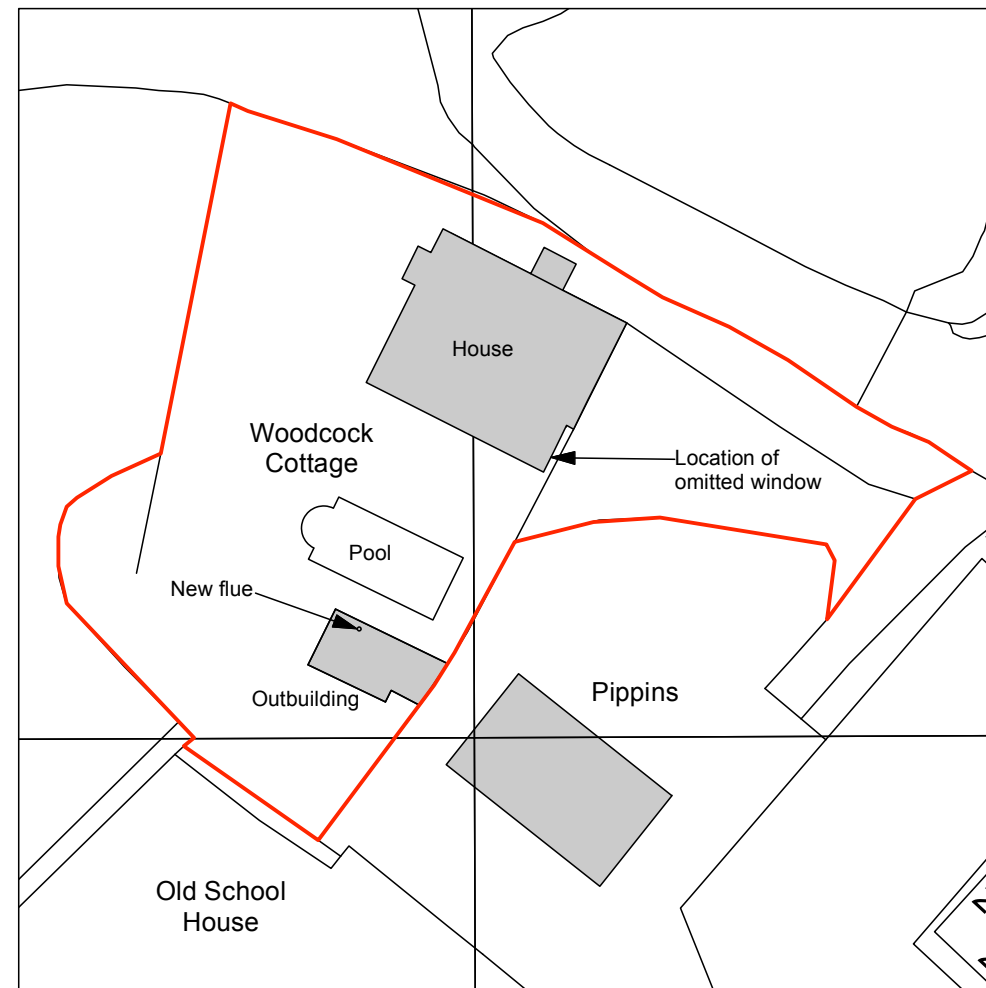 House
Woodcock
Cottage
Location of
omitted window
Pool
New flue
Outbuilding
Pippins
Old School
House